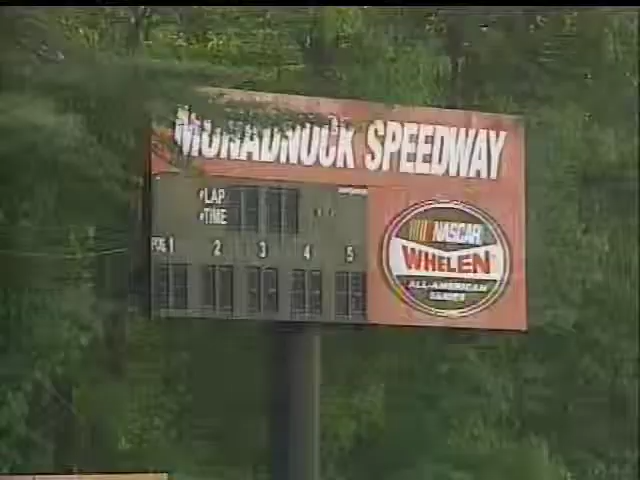 MONADNOCK SPEEDWAY
LAP
TIME
POS 1 2 3 4 5
NASCAR
WHELEN
ALL-AMERICAN
SERIES